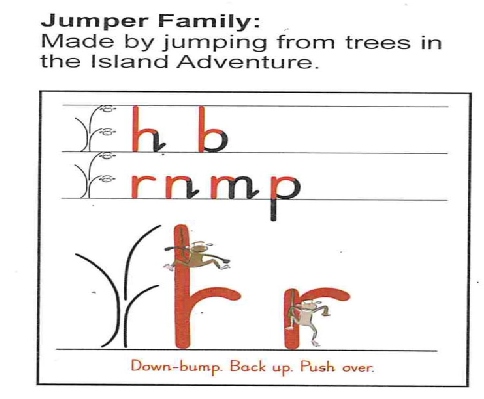 Jumper Family:
Made by jumping from trees in
the Island Adventure.
h b
r n m p
r r
Down-bump. Back up. Push over.